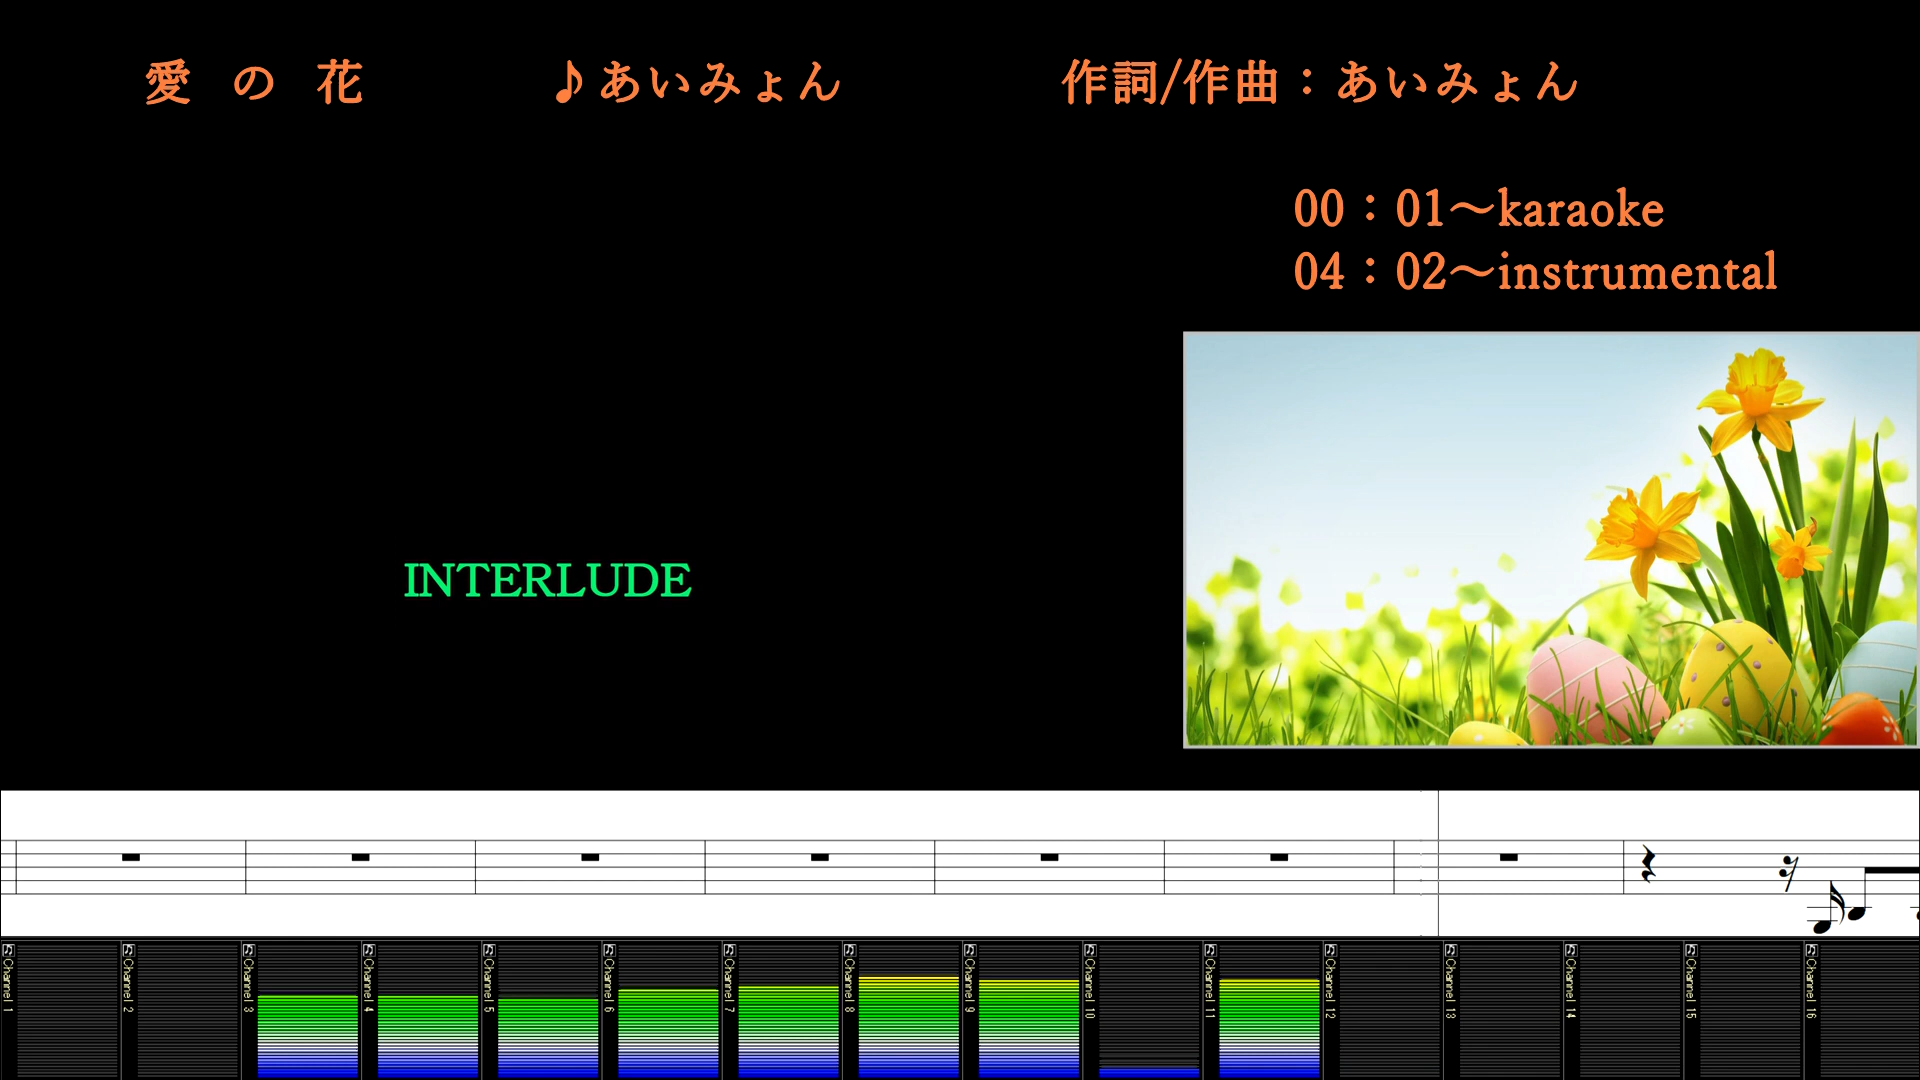 愛 の 花 ♪あいみょん 作詞/作曲：あいみょん
00：01～karaoke
04：02～instrumental
INTERLUDE
Channel 1
Channel 2
Channel 3
Channel 4
Channel 5
Channel 6
Channel 7
Channel 8
Channel 9
Channel 10
Channel 11
Channel 12
Channel 13
Channel 14
Channel 15
Channel 16